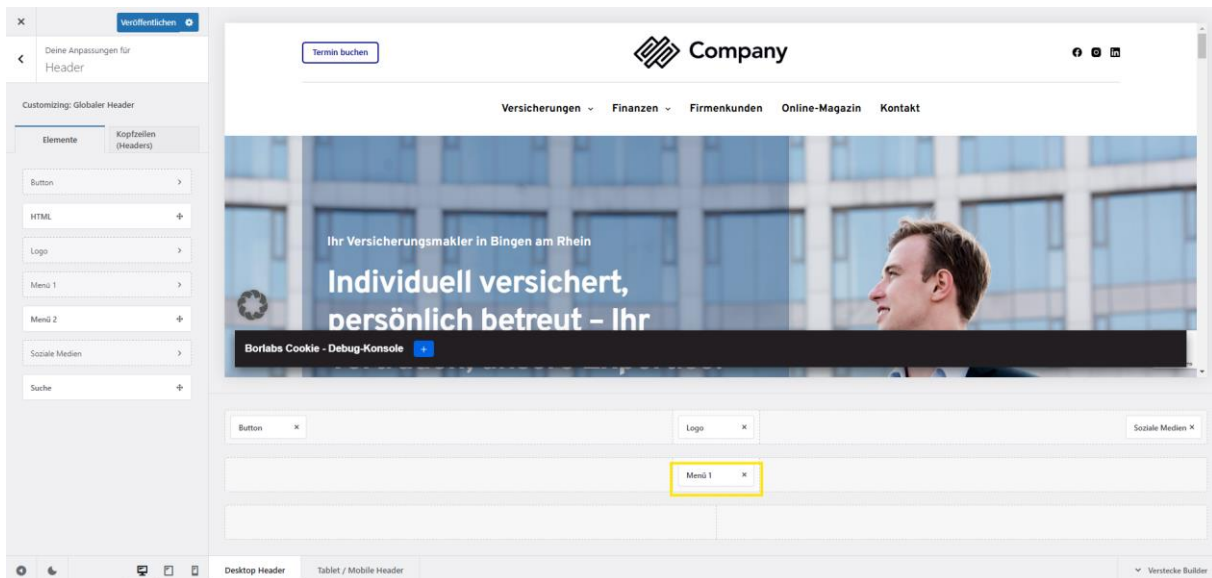 Veröffentlichen
Deine Anpassungen für
Header
Customizing: Globaler Header
Elemente
Kopfzeilen
(Headers)
Button
HTML
Logo
Menü 1
Menü 2
Soziale Medien
Suche
Termin buchen
Company
Versicherungen Finanzen Firmenkunden Online-Magazin Kontakt
Ihr Versicherungsmakler in Bingen am Rhein
Individuell versichert,
persönlich betreut – Ihr
Borlabs Cookie - Debug-Konsole +
Button × Logo × Soziale Medien ×
Menü 1 ×
Desktop Header Tablet / Mobile Header Verstecke Builder